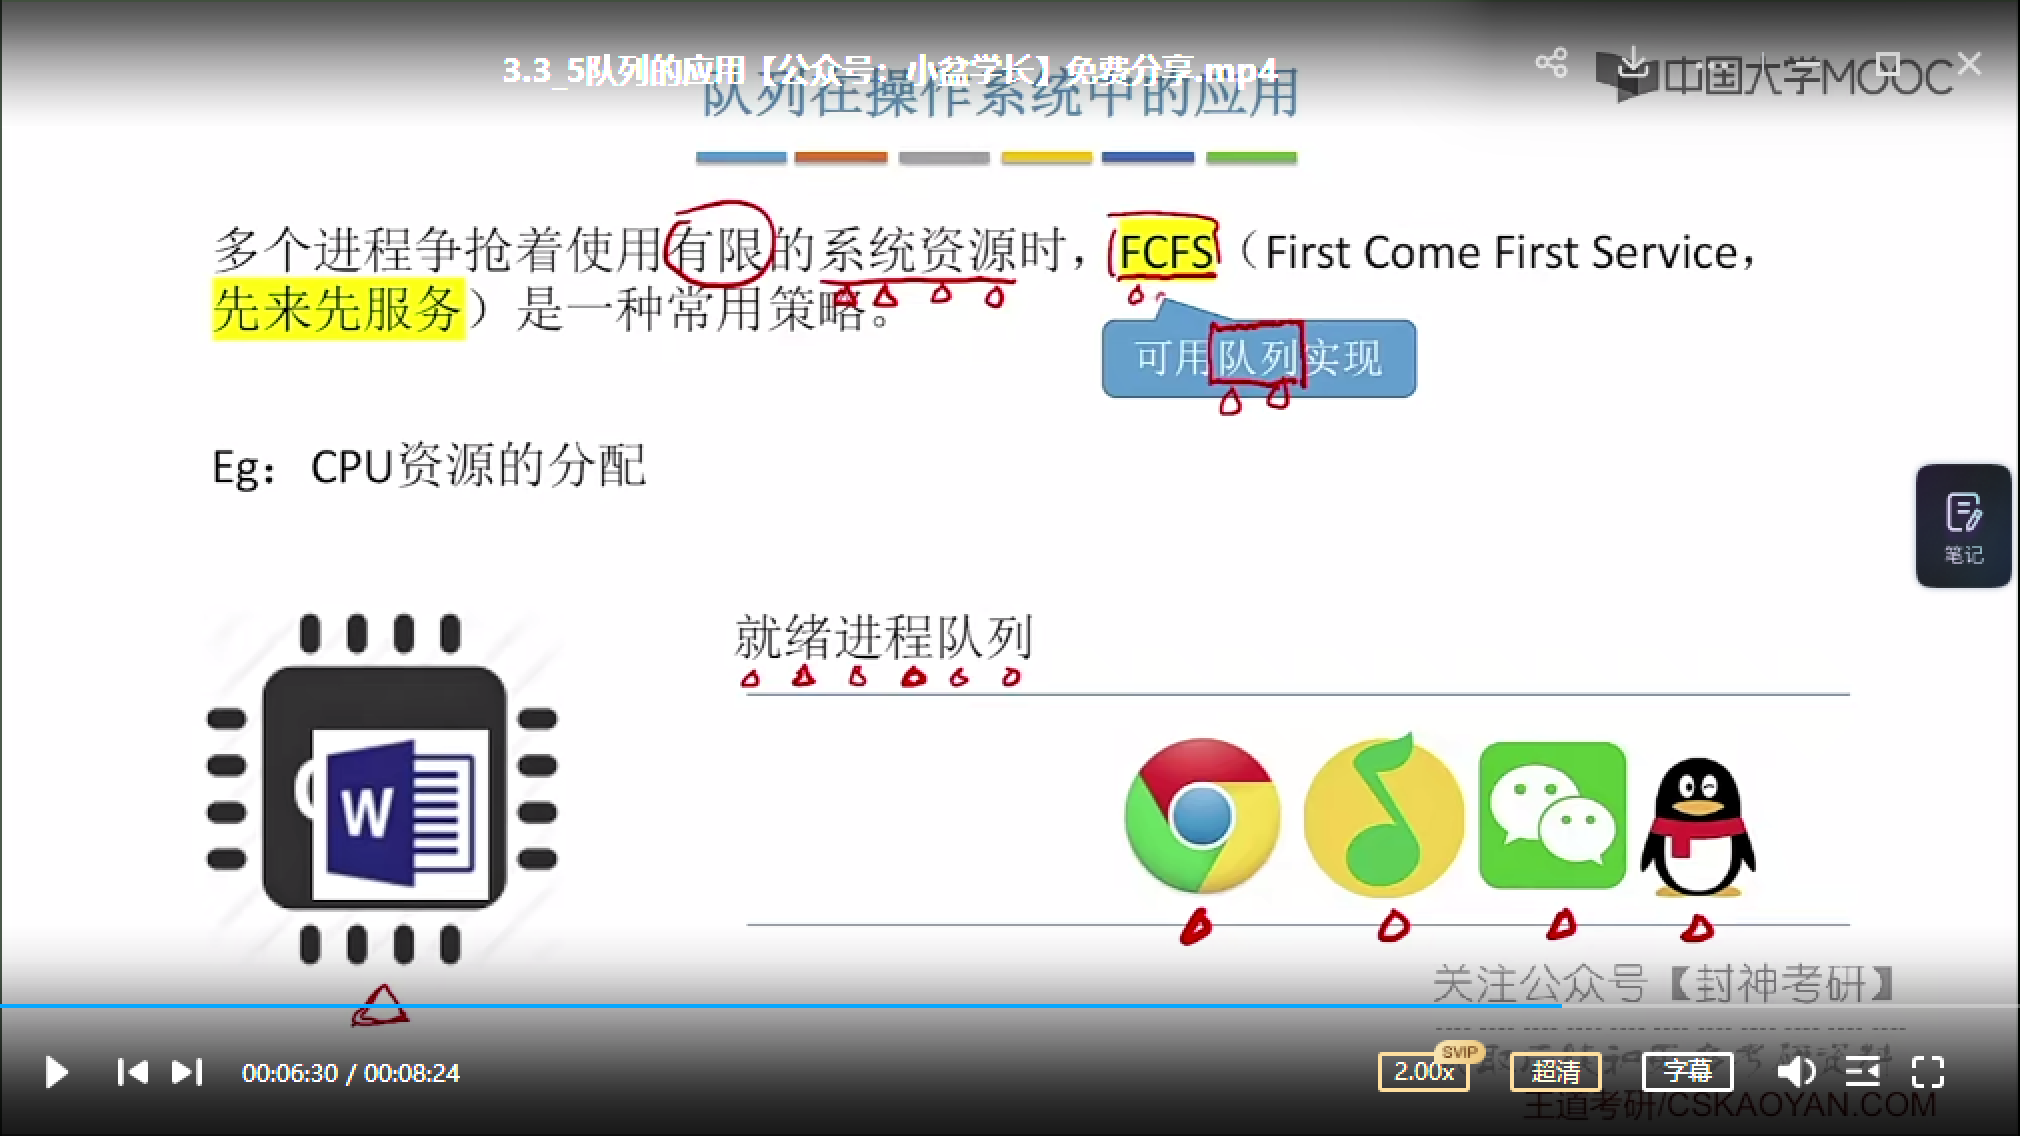 3.3_5队列的应用【公众号：小盆学长】免费分享.mp4
中国大学MOOC
队列在操作系统中的应用
多个进程争抢着使用有限的系统资源时，FCFS（First Come First Service，
先来先服务）是一种常用策略。
可用队列实现
Eg：CPU资源的分配
笔记
就绪进程队列
W
关注公众号【封神考研】
00:06:30 / 00:08:24
SVIP
2.00x
超清
字幕
王道考研/CSKAOYAN.COM